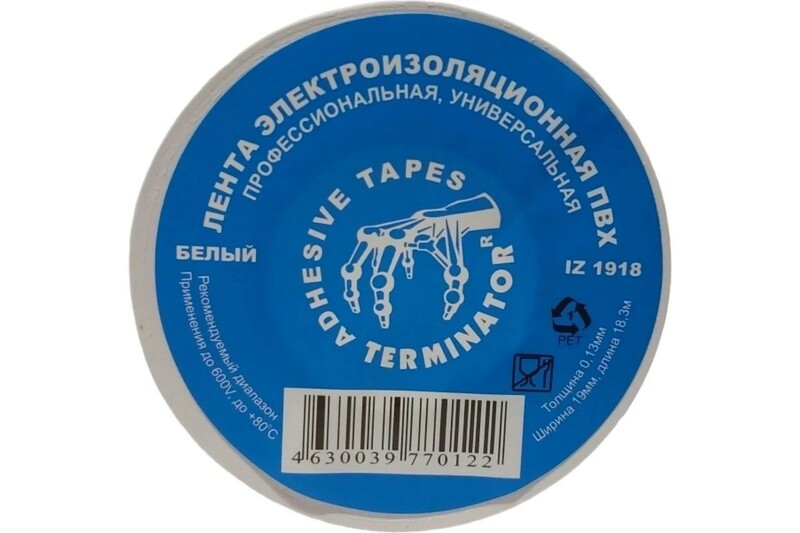 ЛЕНТА ЭЛЕКТРОИЗОЛЯЦИОННАЯ ПВХ
ПРОФЕССИОНАЛЬНАЯ, УНИВЕРСАЛЬНАЯ
ADHESIVE TAPES
TERMINATOR®
БЕЛЫЙ
IZ 1918
1
PET
Рекомендуемый диапазон
Применения до 600V, до +80°С
Толщина 0,13мм
Ширина 19мм, длина 18,3м
4 630039 770122